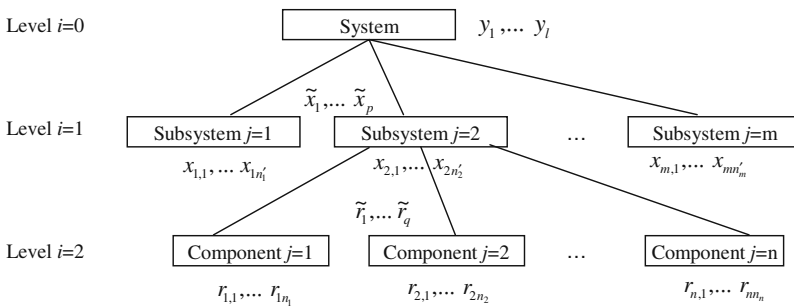 Level i=0 System y₁,... yₗ
x̃₁,... x̃ₚ
Level i=1 Subsystem j=1 Subsystem j=2 ... Subsystem j=m
x₁,₁,... x₁ₙ′₁ x₂,₁,... x₂ₙ′₂ xₘ,₁,... xₘₙ′ₘ
r̃₁,... r̃_q
Level i=2 Component j=1 Component j=2 ... Component j=n
r₁,₁,... r₁ₙ₁ r₂,₁,... r₂ₙ₂ rₙ,₁,... rₙₙₙ